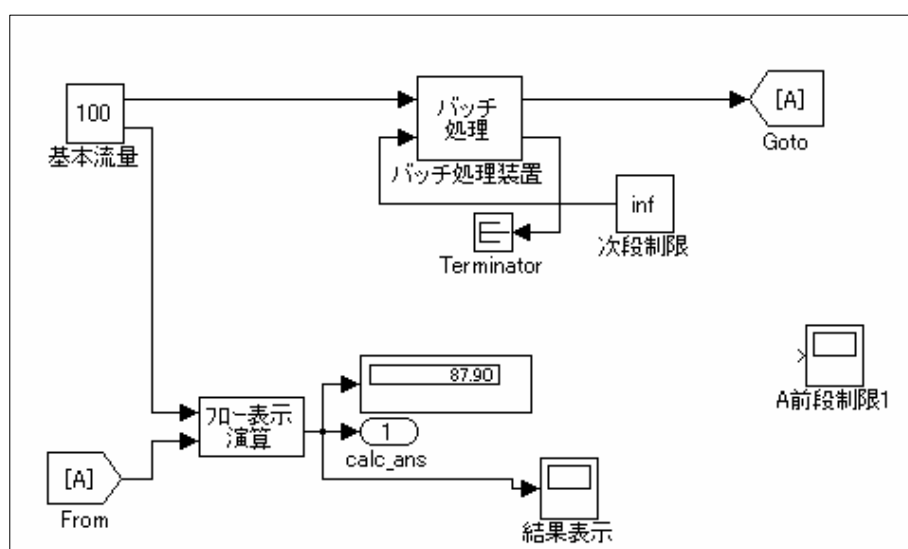 100
基本流量
バッチ
処理
バッチ処理装置
[A]
Goto
inf
次段制限
Terminator
A前段制限1
フロー表示
演算
87.90
1
calc_ans
[A]
From
結果表示